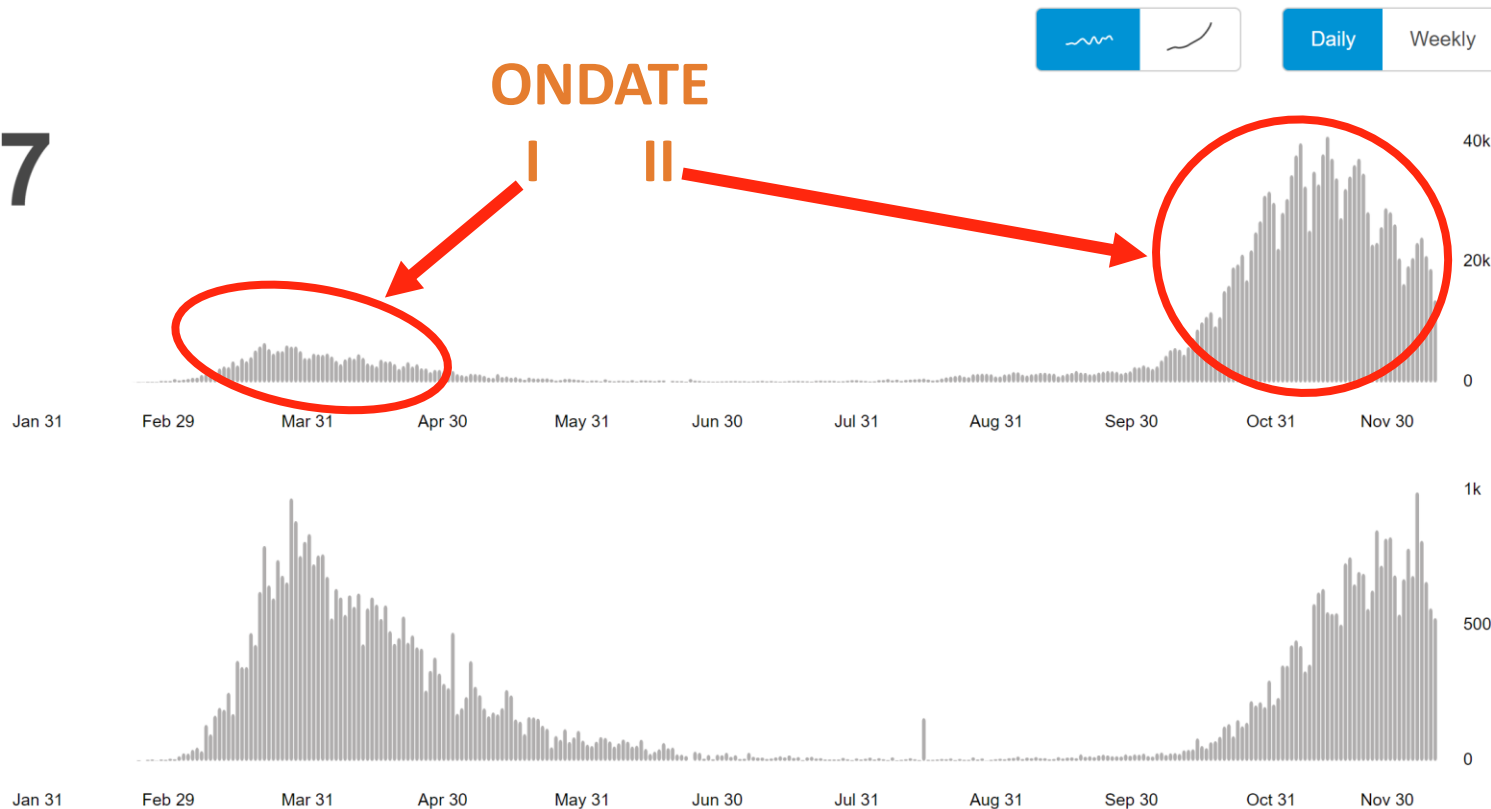 Daily Weekly
ONDATE
I II
7
40k
20k
0
Jan 31 Feb 29 Mar 31 Apr 30 May 31 Jun 30 Jul 31 Aug 31 Sep 30 Oct 31 Nov 30
1k
500
0
Jan 31 Feb 29 Mar 31 Apr 30 May 31 Jun 30 Jul 31 Aug 31 Sep 30 Oct 31 Nov 30